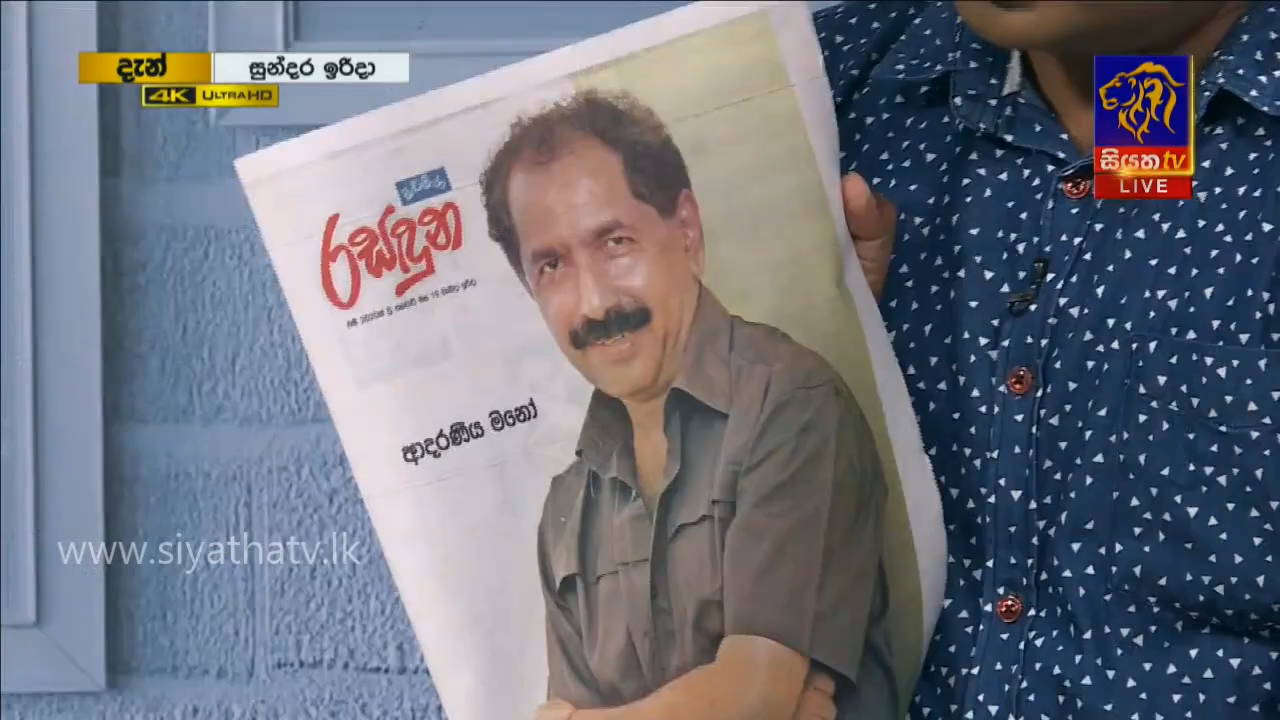 දැන්
සුන්දර ඉරිදා
4K ULTRA HD
සියත tv
LIVE
රසඳුන
ආදරණීය මනෝ
www.siyathatv.lk